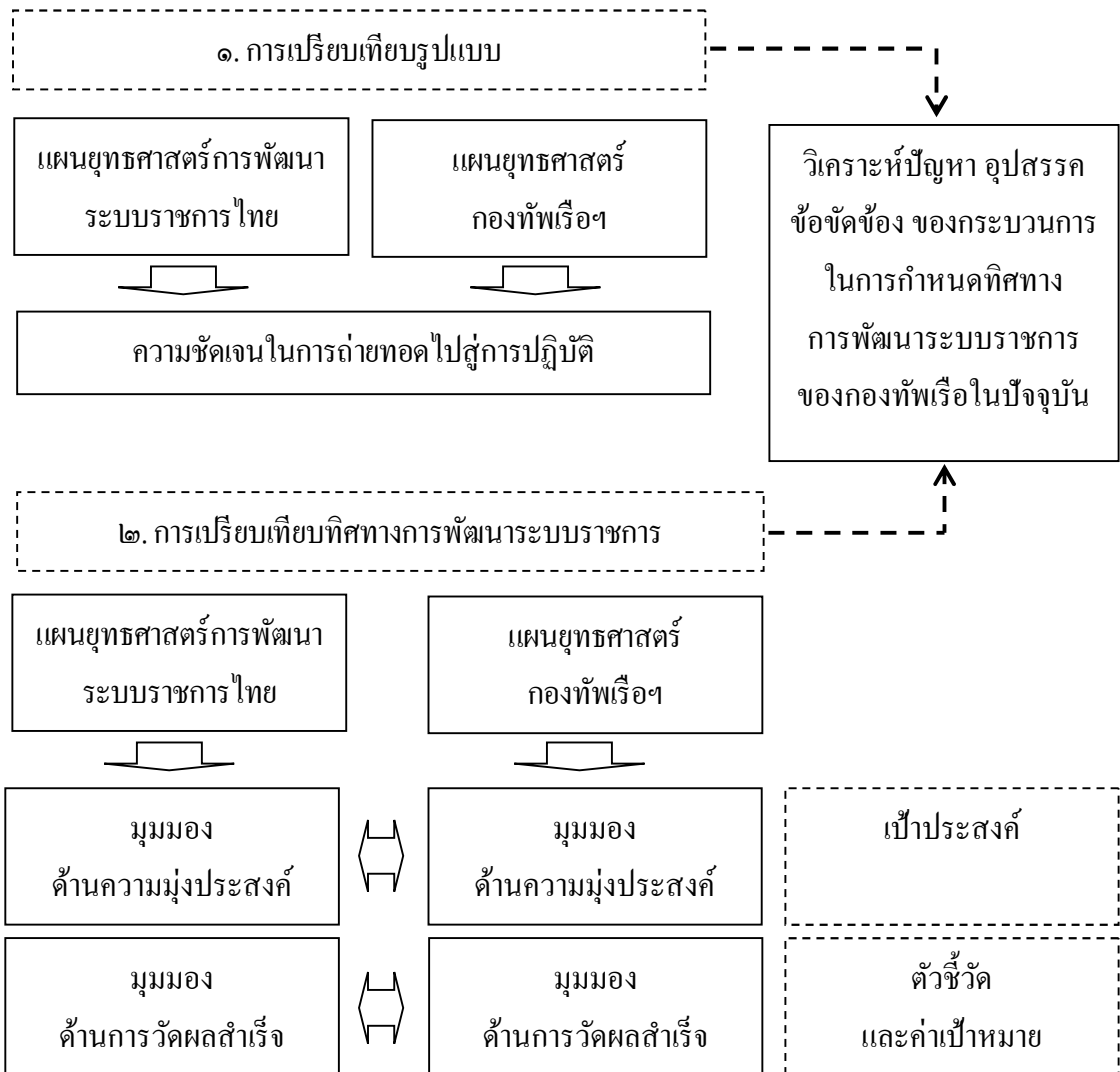 ๑. การเปรียบเทียบรูปแบบ
แผนยุทธศาสตร์การพัฒนา
ระบบราชการไทย
แผนยุทธศาสตร์
กองทัพเรือฯ
ความชัดเจนในการถ่ายทอดไปสู่การปฏิบัติ
วิเคราะห์ปัญหา อุปสรรค
ข้อขัดข้อง ของกระบวนการ
ในการกำหนดทิศทาง
การพัฒนาระบบราชการ
ของกองทัพเรือในปัจจุบัน
๒. การเปรียบเทียบทิศทางการพัฒนาระบบราชการ
แผนยุทธศาสตร์การพัฒนา
ระบบราชการไทย
แผนยุทธศาสตร์
กองทัพเรือฯ
มุมมอง
ด้านความมุ่งประสงค์
มุมมอง
ด้านความมุ่งประสงค์
เป้าประสงค์
มุมมอง
ด้านการวัดผลสำเร็จ
มุมมอง
ด้านการวัดผลสำเร็จ
ตัวชี้วัด
และค่าเป้าหมาย